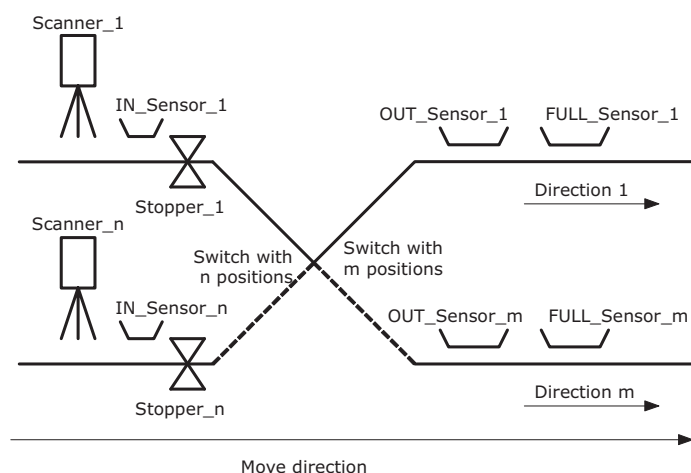 Scanner_1
IN_Sensor_1
OUT_Sensor_1
FULL_Sensor_1
Stopper_1
Direction 1
Scanner_n
Switch with
n positions
Switch with
m positions
IN_Sensor_n
OUT_Sensor_m
FULL_Sensor_m
Stopper_n
Direction m
Move direction